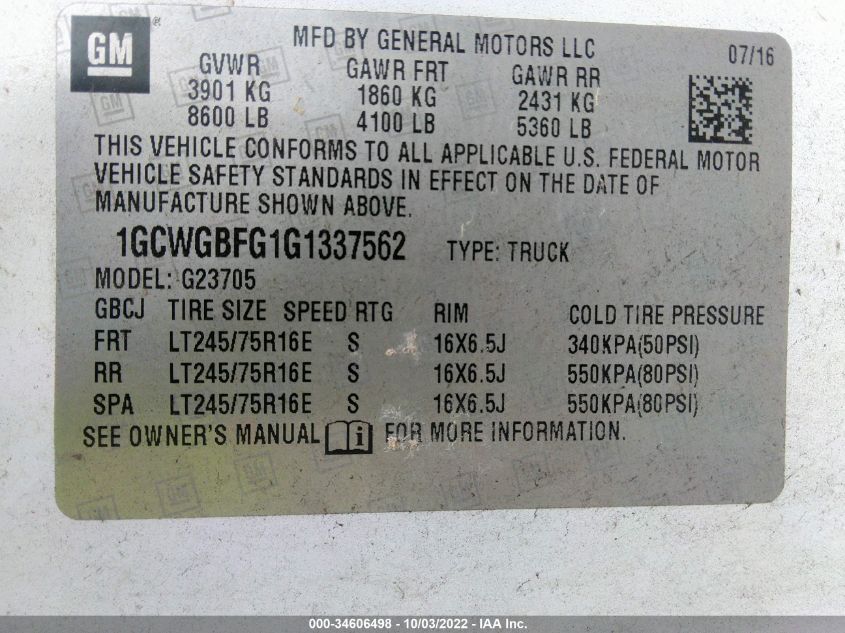 GM ®
MFD BY GENERAL MOTORS LLC 07/16
GVWR GAWR FRT GAWR RR
3901 KG 1860 KG 2431 KG
8600 LB 4100 LB 5360 LB
THIS VEHICLE CONFORMS TO ALL APPLICABLE U.S. FEDERAL MOTOR
VEHICLE SAFETY STANDARDS IN EFFECT ON THE DATE OF
MANUFACTURE SHOWN ABOVE.
1GCWGBFG1G1337562 TYPE: TRUCK
MODEL: G23705
GBCJ TIRE SIZE SPEED RTG RIM COLD TIRE PRESSURE
FRT LT245/75R16E S 16X6.5J 340KPA(50PSI)
RR LT245/75R16E S 16X6.5J 550KPA(80PSI)
SPA LT245/75R16E S 16X6.5J 550KPA(80PSI)
SEE OWNER'S MANUAL i FOR MORE INFORMATION.
000-34606498 - 10/03/2022 - IAA Inc.